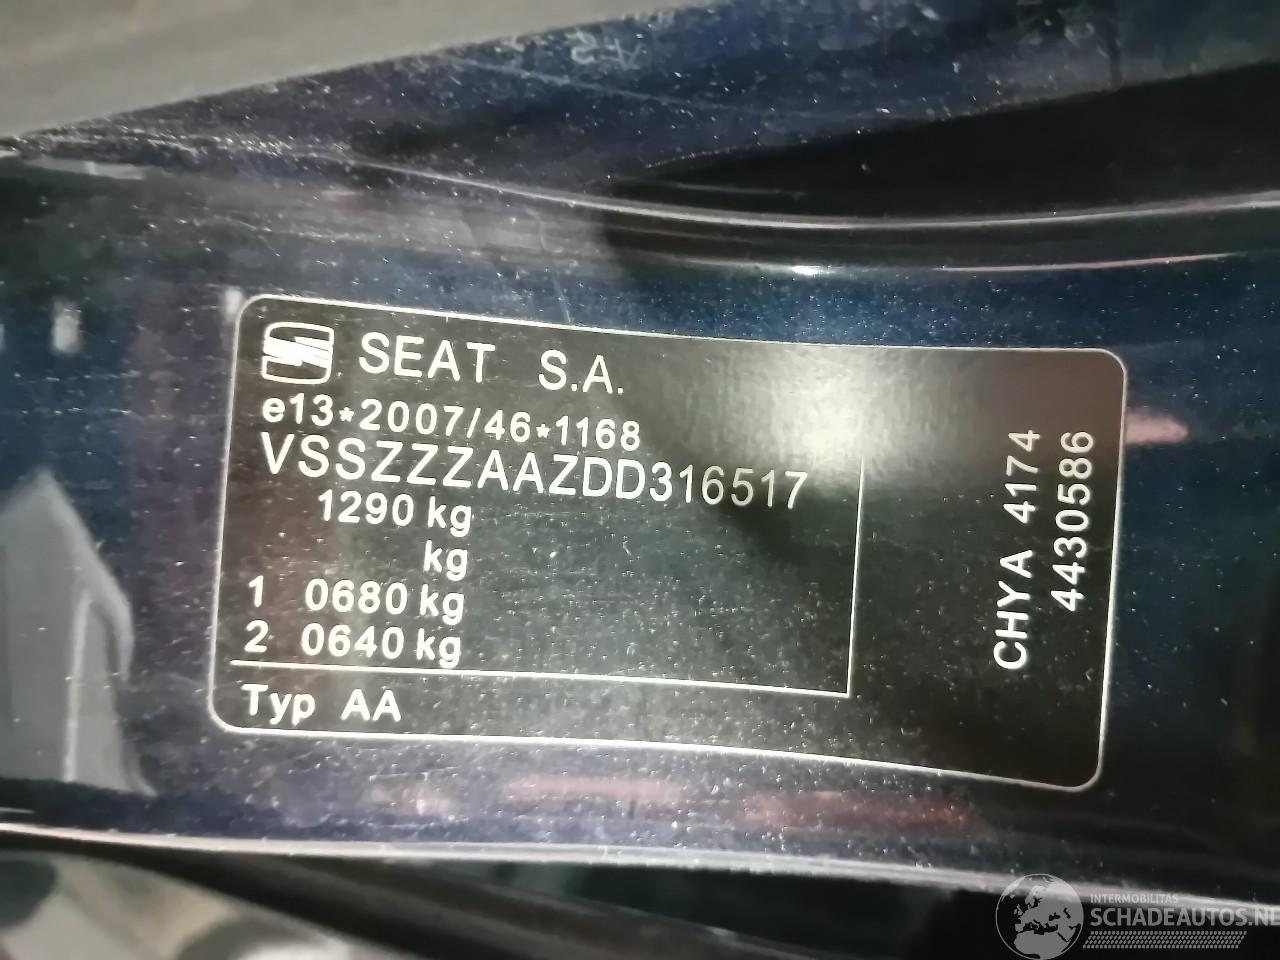 SEAT S.A.
e13*2007/46*1168
VSSZZZAAZDD316517
1290 kg
kg
1 0680 kg
2 0640 kg
Typ AA
CHYA 4174
4430586
INTERMOBILITAS
SCHADEAUTOS.NL